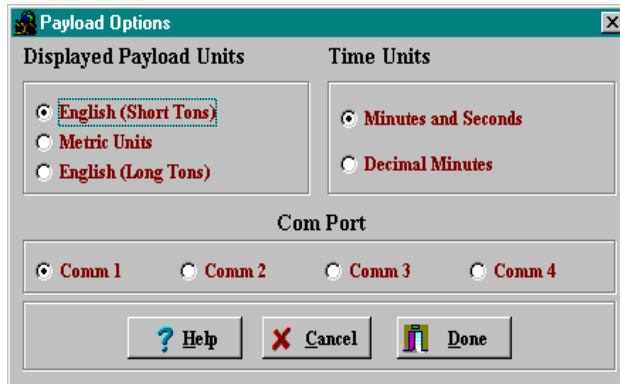 Payload Options
Displayed Payload Units
Time Units
English (Short Tons)
Metric Units
English (Long Tons)
Minutes and Seconds
Decimal Minutes
Com Port
Comm 1 Comm 2 Comm 3 Comm 4
Help Cancel Done